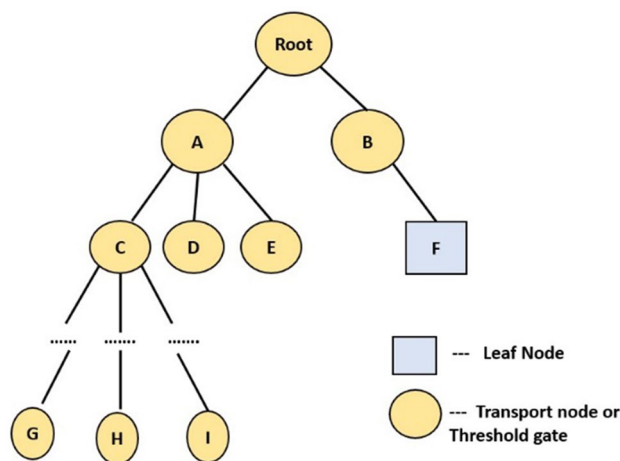 Root
A
B
C
D
E
F
.......
.......
.......
G
H
I
--- Leaf Node
--- Transport node or
Threshold gate